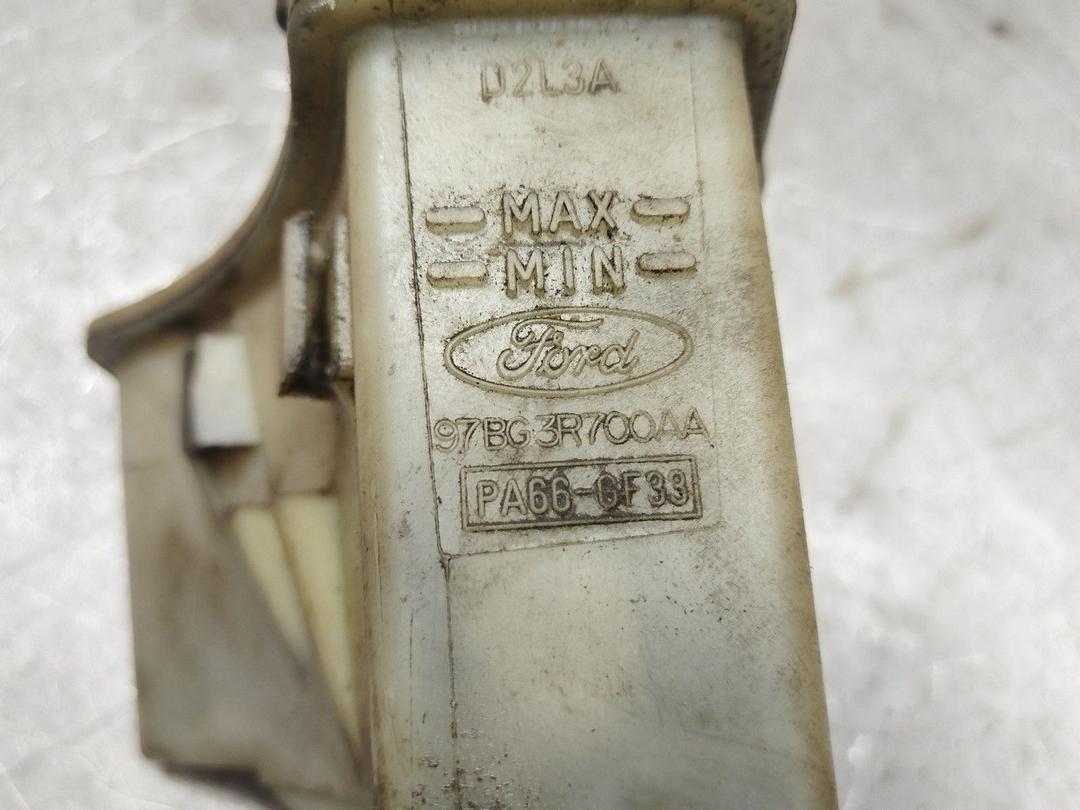 D2L3A
MAX
MIN
Ford
97BG 3R700AA
PA66-GF33